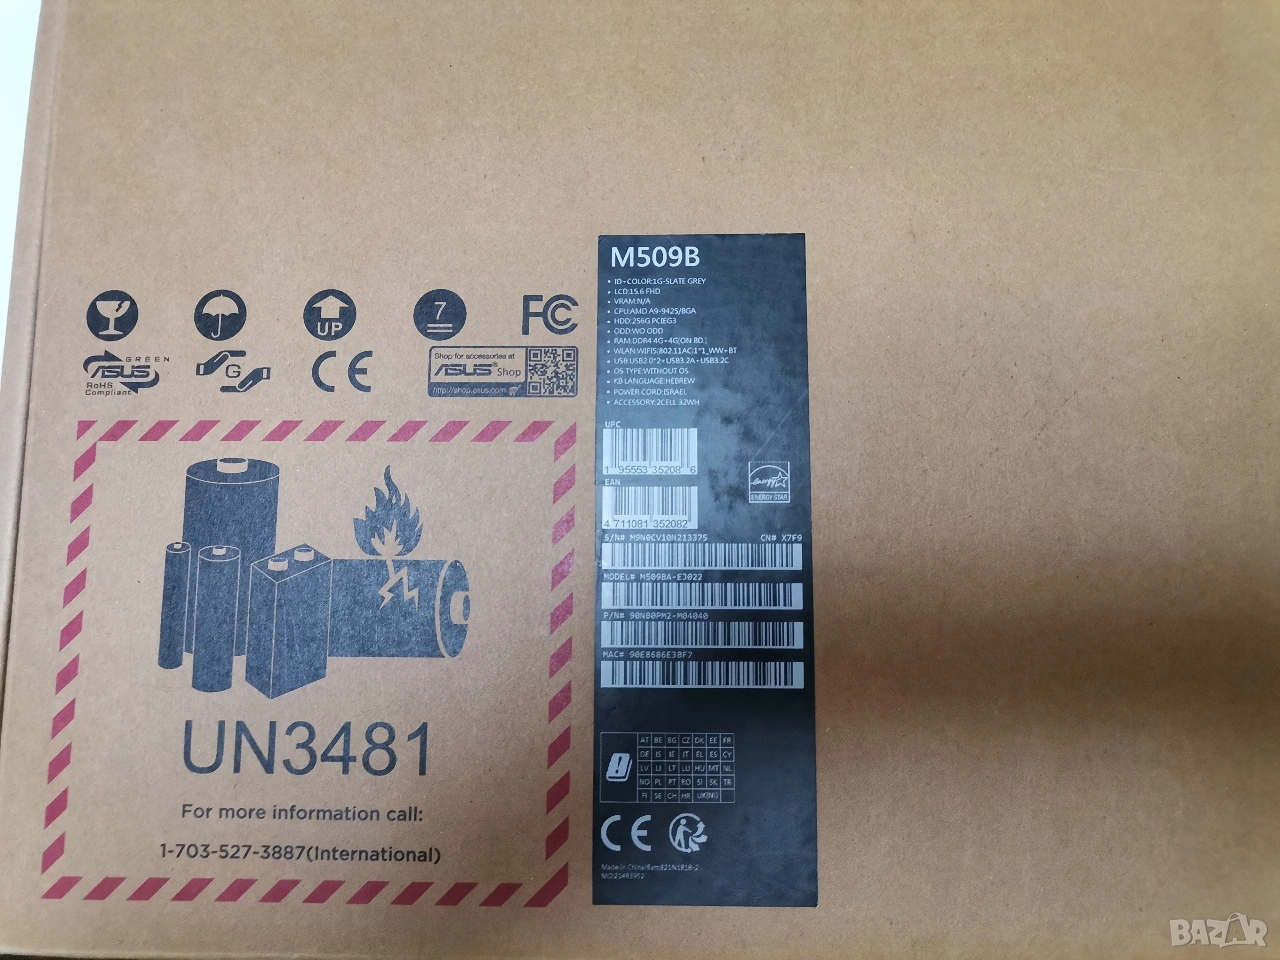 UP
7
FC
GREEN
ASUS
RoHS
Compliant
G
CE
Shop for accessories at
ASUS® Shop
http://shop.asus.com
UN3481
For more information call:
1-703-527-3887(International)
M509B
• ID-COLOR:1G-SLATE GREY
• LCD:15.6 FHD
• VRAM:N/A
• CPU:AMD A9-9425/BGA
• HDD:256G PCIEG3
• ODD:WO ODD
• RAM:DDR4 4G+4G(ON BD.)
• WLAN:WIFI5:802.11AC(1*1_WW+BT
• USB:USB2.0*2+USB3.2A+USB3.2C
• OS TYPE:WITHOUT OS
• KB LANGUAGE:HEBREW
• POWER CORD:ISRAEL
• ACCESSORY:2CELL 32WH
UPC
1 95553 35208 6
EAN
4 711081 352082
energy
ENERGY STAR
S/N# M9N0CV10N213375 CN# X7F9
MODEL# M509BA-EJ022
P/N# 90NB0PM2-M04040
MAC# 90E8686E38F7
AT BE BG CZ DK EE FR
DE IS IE IT EL ES CY
LV LI LT LU HU MT NL
NO PL PT RO SI SK TR
FI SE CH HR UK(NI)
CE
Made in China
BAZAR